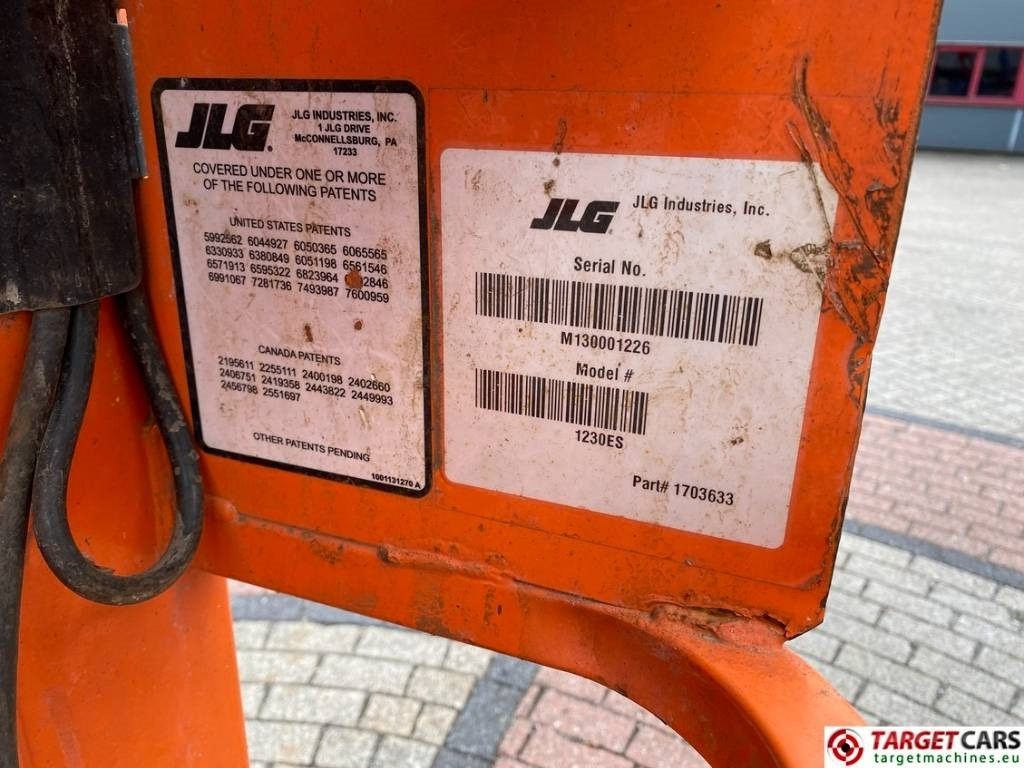 JLG
JLG INDUSTRIES, INC.
1 JLG DRIVE
McCONNELLSBURG, PA
17233
COVERED UNDER ONE OR MORE
OF THE FOLLOWING PATENTS
UNITED STATES PATENTS
5992562 6044927 6050365 6065565
6330933 6380849 6051198 6561546
6571913 6595322 6823964 2846
6991067 7281736 7493987 7600959
CANADA PATENTS
2195611 2255111 2400198 2402660
2406751 2419358 2443822 2449993
2456798 2551697
OTHER PATENTS PENDING
1001131270 A
JLG
JLG Industries, Inc.
Serial No.
M130001226
Model #
1230ES
Part# 1703633
TARGETCARS
targetmachines.eu